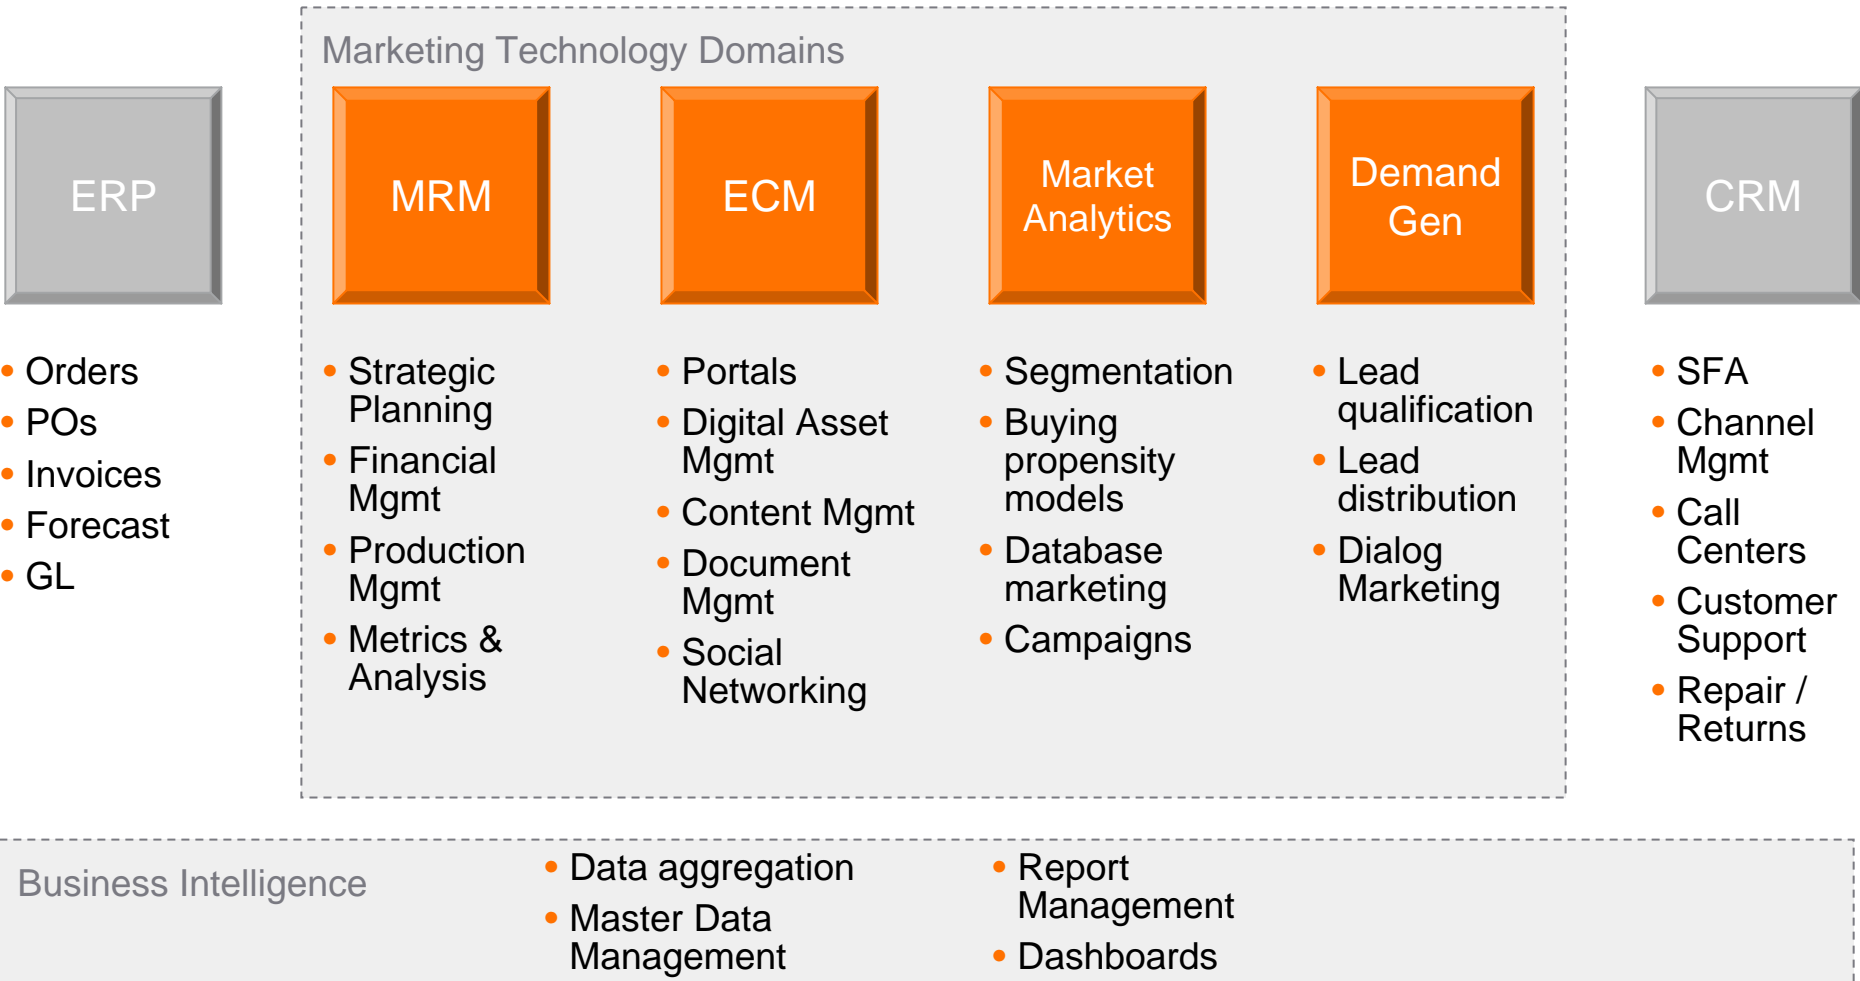 Marketing Technology Domains
ERP
MRM
ECM
Market
Analytics
Demand
Gen
CRM
• Orders
• POs
• Invoices
• Forecast
• GL
• Strategic
Planning
• Financial
Mgmt
• Production
Mgmt
• Metrics &
Analysis
• Portals
• Digital Asset
Mgmt
• Content Mgmt
• Document
Mgmt
• Social
Networking
• Segmentation
• Buying
propensity
models
• Database
marketing
• Campaigns
• Lead
qualification
• Lead
distribution
• Dialog
Marketing
• SFA
• Channel
Mgmt
• Call
Centers
• Customer
Support
• Repair /
Returns
Business Intelligence
• Data aggregation
• Master Data
Management
• Report
Management
• Dashboards